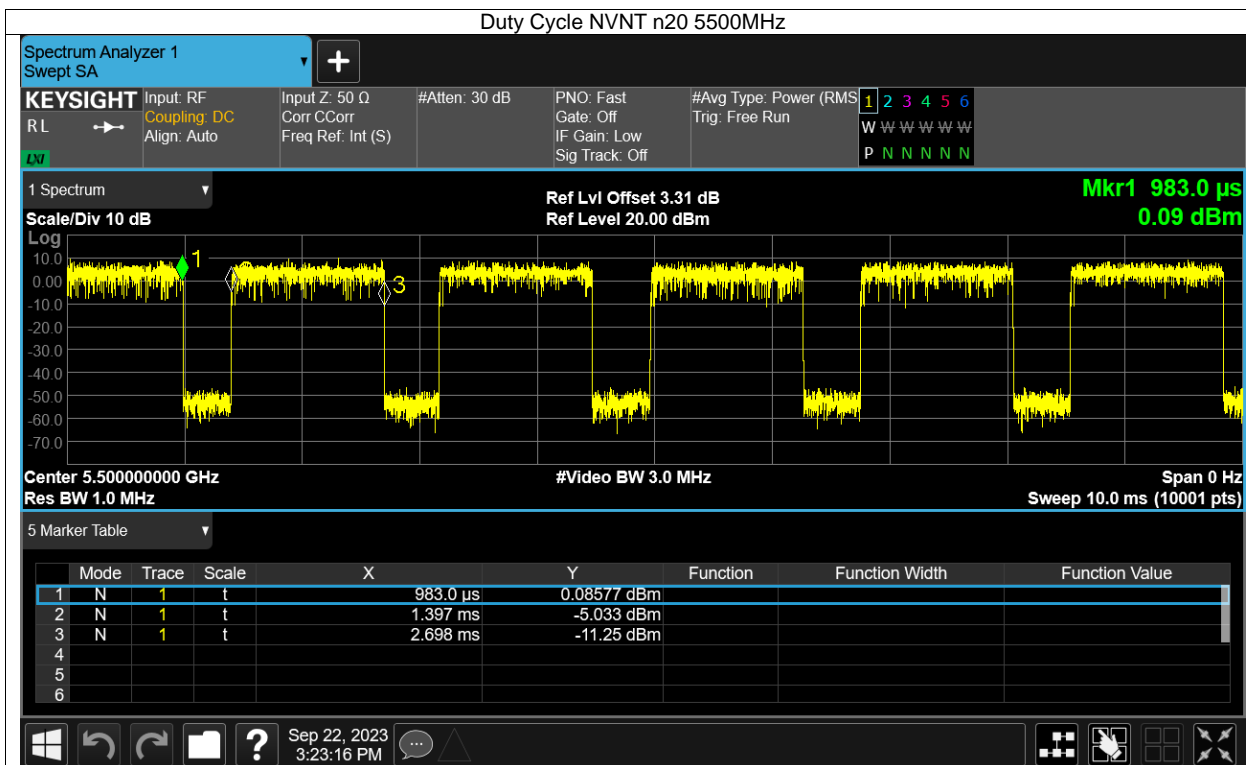 Duty Cycle NVNT n20 5500MHz
Spectrum Analyzer 1
Swept SA
KEYSIGHT Input: RF Input Z: 50 Ω #Atten: 30 dB PNO: Fast #Avg Type: Power (RMS 1 2 3 4 5 6
RL Coupling: DC Corr CCorr Gate: Off Trig: Free Run W W W W W W
Align: Auto Freq Ref: Int (S) IF Gain: Low P N N N N N
LXI Sig Track: Off
1 Spectrum Ref Lvl Offset 3.31 dB Mkr1 983.0 µs
Scale/Div 10 dB Ref Level 20.00 dBm 0.09 dBm
Log
10.0 1
0.00 3
-10.0
-20.0
-30.0
-40.0
-50.0
-60.0
-70.0
Center 5.500000000 GHz #Video BW 3.0 MHz Span 0 Hz
Res BW 1.0 MHz Sweep 10.0 ms (10001 pts)
5 Marker Table
Mode Trace Scale X Y Function Function Width Function Value
1 N 1 t 983.0 µs 0.08577 dBm
2 N 1 t 1.397 ms -5.033 dBm
3 N 1 t 2.698 ms -11.25 dBm
4
5
6
? Sep 22, 2023
3:23:16 PM